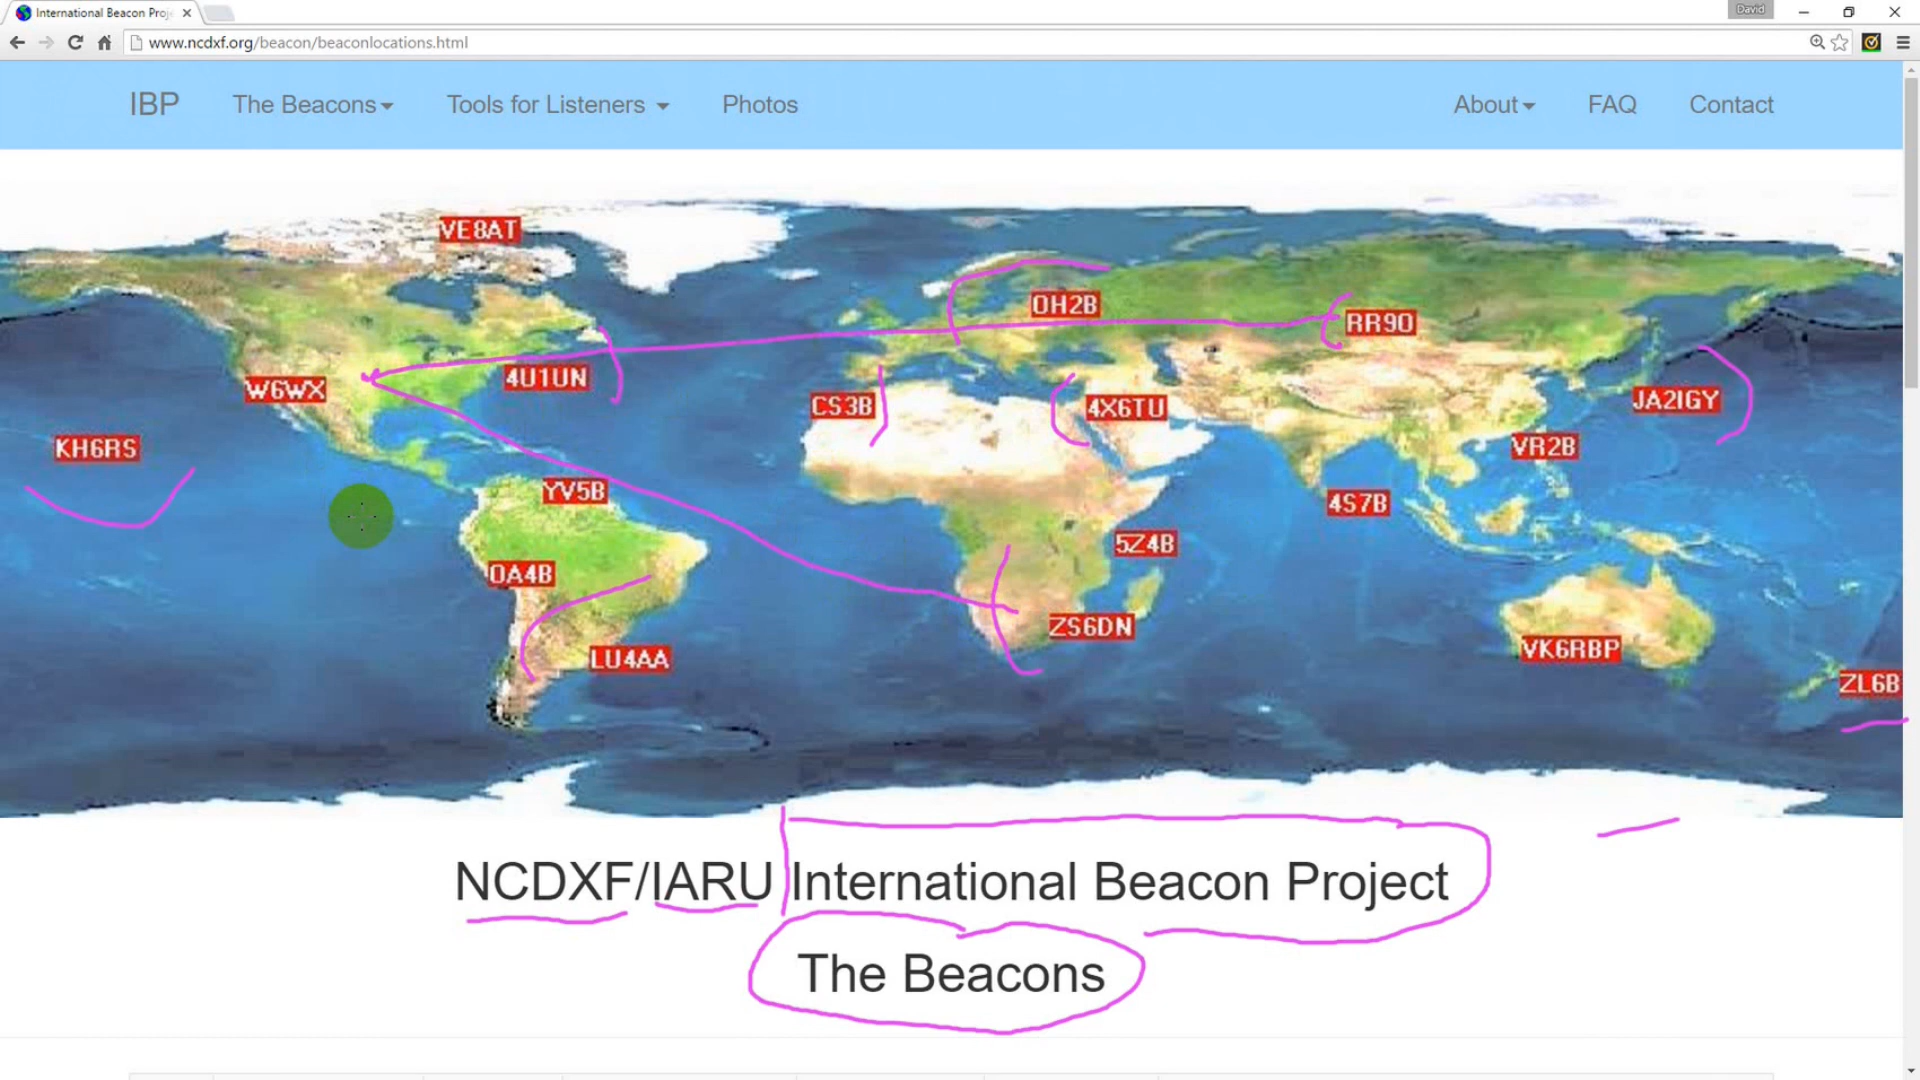 International Beacon Proj
David
www.ncdxf.org/beacon/beaconlocations.html
IBP The Beacons Tools for Listeners Photos About FAQ Contact
VE8AT
OH2B
RR9O
4U1UN
W6WX
CS3B
4X6TU
JA2IGY
KH6RS
VR2B
YV5B
4S7B
5Z4B
OA4B
ZS6DN
LU4AA
VK6RBP
ZL6B
NCDXF/IARU International Beacon Project
The Beacons